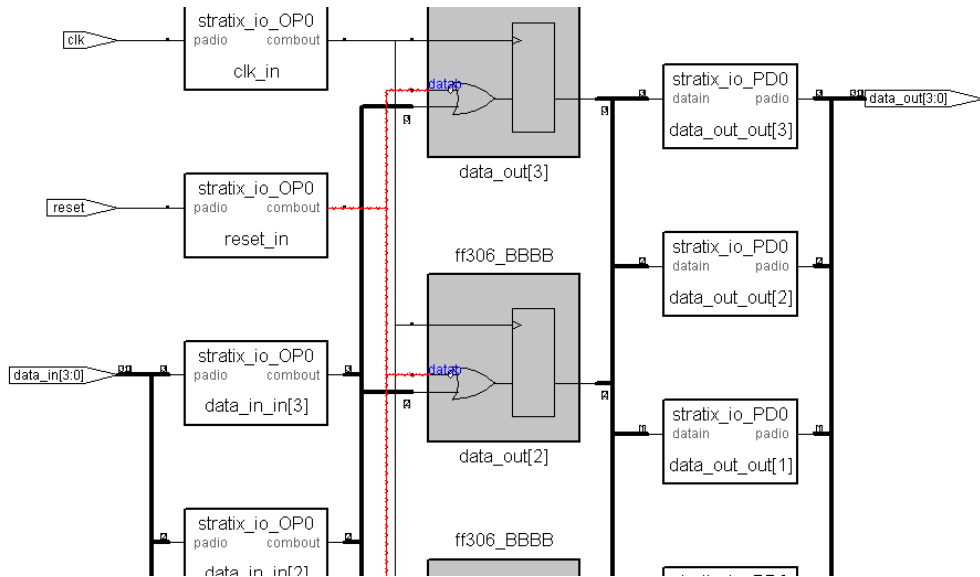 clk
stratix_io_OP0
padio combout
clk_in
datab
data_out[3]
stratix_io_PD0
datain padio
data_out_out[3]
data_out[3:0]
reset
stratix_io_OP0
padio combout
reset_in
ff306_BBBB
datab
data_out[2]
stratix_io_PD0
datain padio
data_out_out[2]
data_in[3:0]
stratix_io_OP0
padio combout
data_in_in[3]
stratix_io_PD0
datain padio
data_out_out[1]
stratix_io_OP0
padio combout
data_in_in[2]
ff306_BBBB